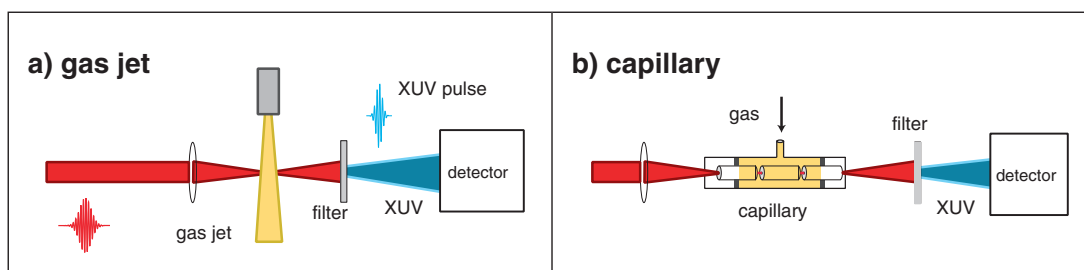 a) gas jet
XUV pulse
detector
filter
XUV
gas jet
b) capillary
gas
filter
detector
capillary
XUV